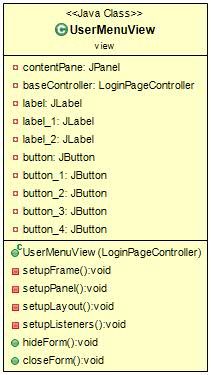 <<Java Class>>
UserMenuView
view
contentPane: JPanel
baseController: LoginPageController
label: JLabel
label_1: JLabel
label_2: JLabel
button: JButton
button_1: JButton
button_2: JButton
button_3: JButton
button_4: JButton
UserMenuView(LoginPageController)
setupFrame():void
setupPanel():void
setupLayout():void
setupListeners():void
hideForm():void
closeForm():void